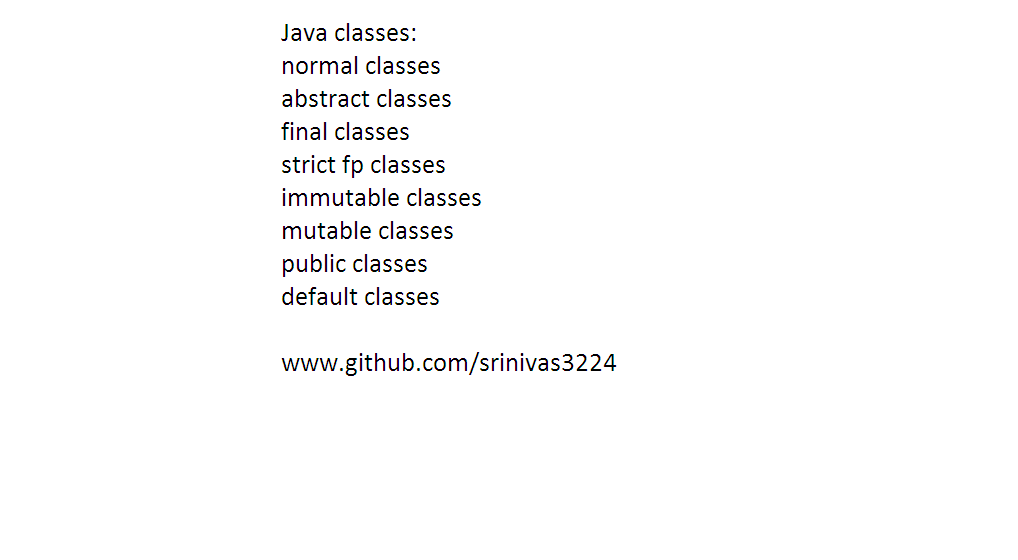 Java classes:
normal classes
abstract classes
final classes
strict fp classes
immutable classes
mutable classes
public classes
default classes
www.github.com/srinivas3224